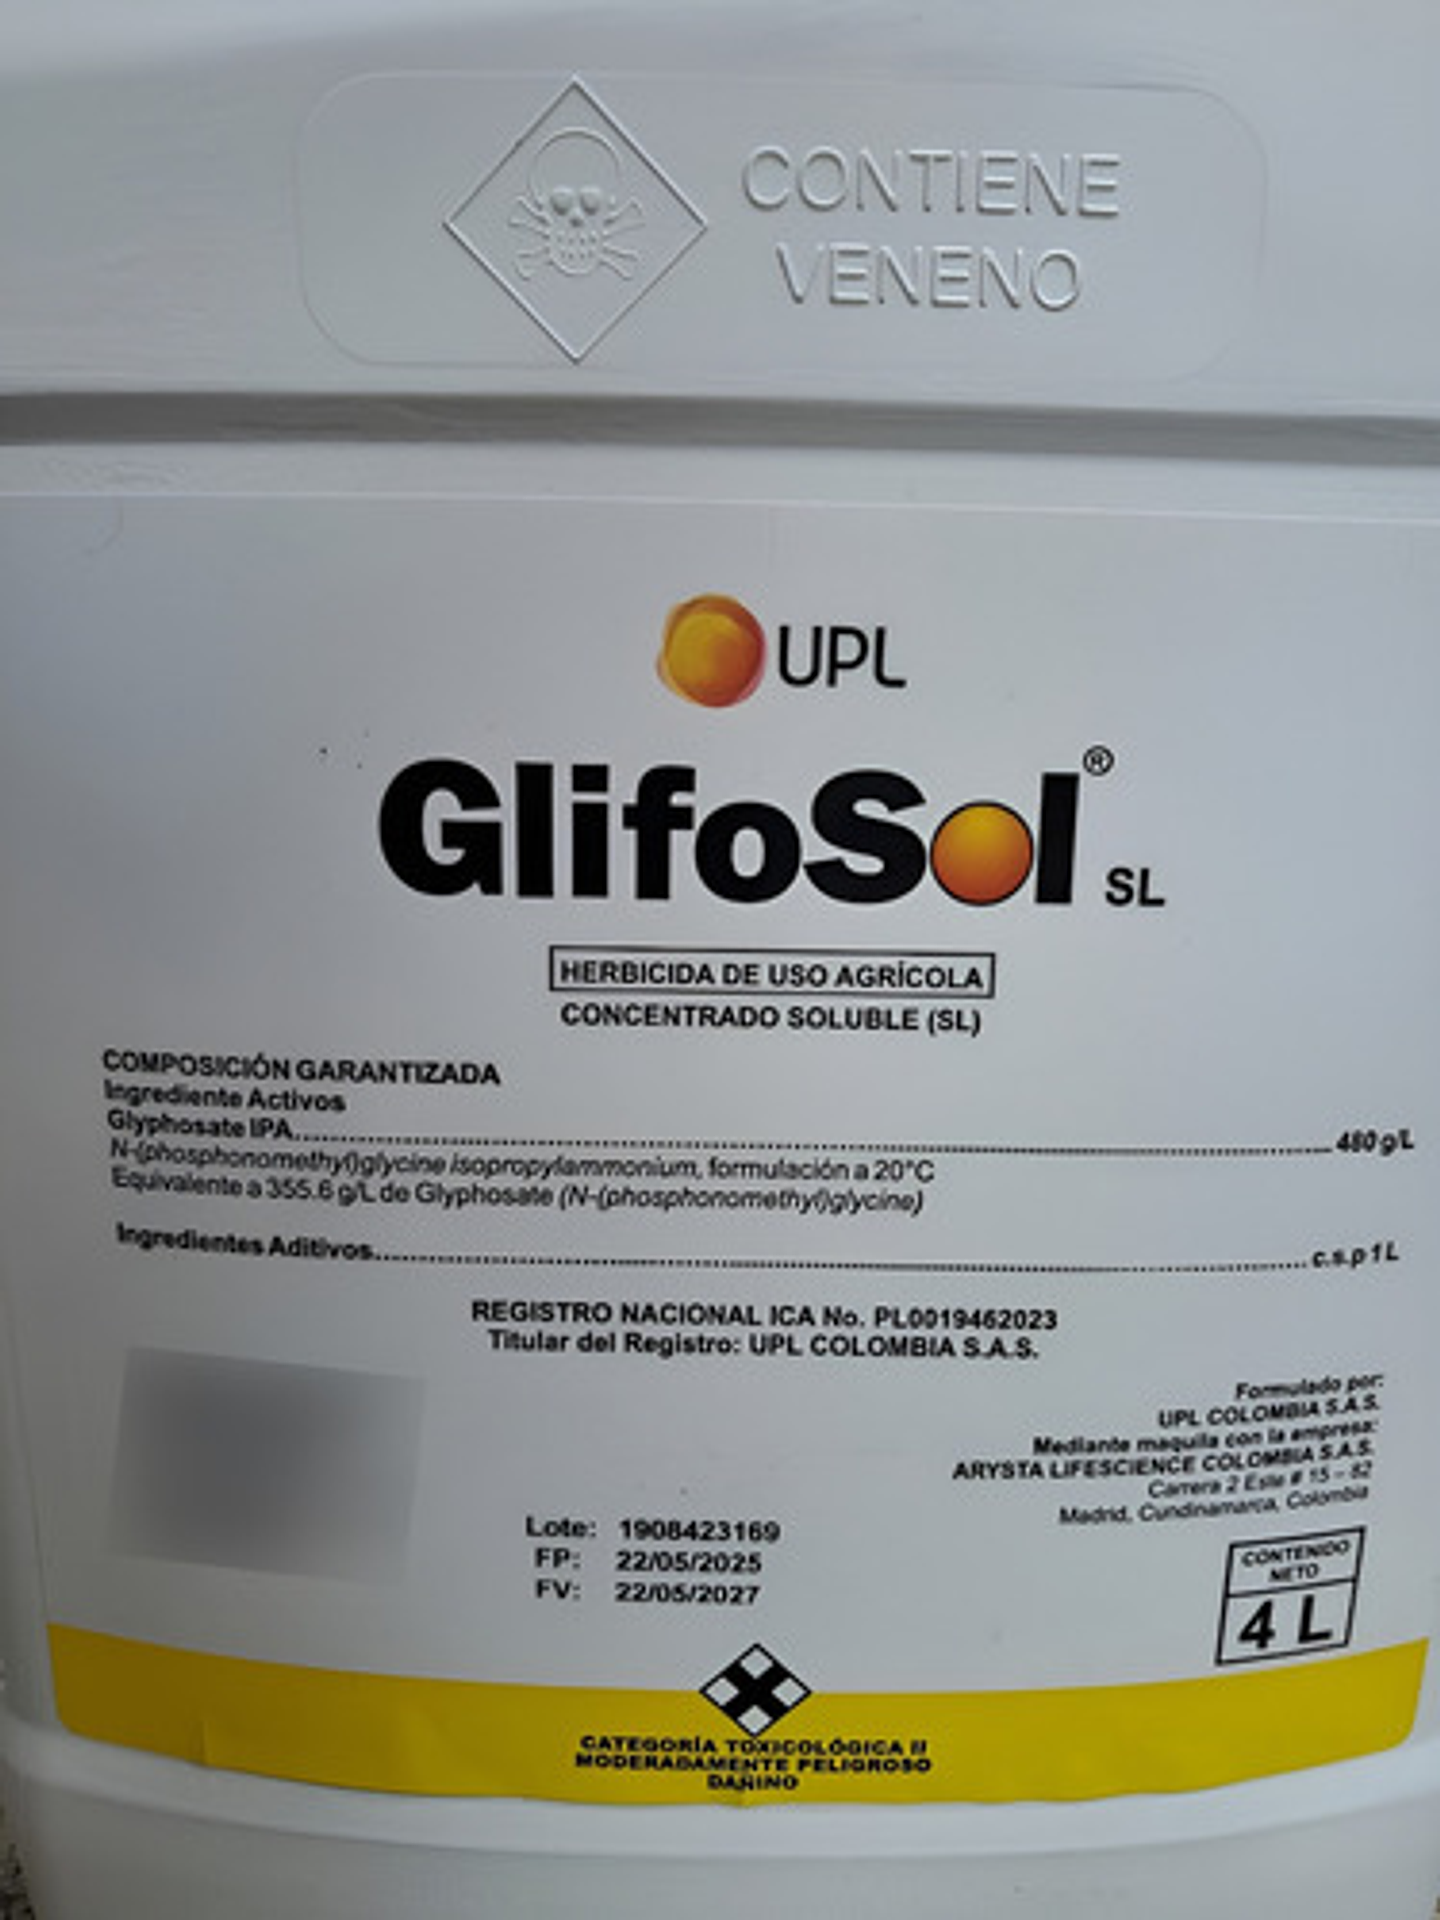 CONTIENE
VENENO
UPL
GlifoSol® SL
HERBICIDA DE USO AGRÍCOLA
CONCENTRADO SOLUBLE (SL)
COMPOSICIÓN GARANTIZADA
Ingrediente Activos
Glyphosate IPA........................480 g/L
N-(phosphonomethyl)glycine isopropylammonium, formulación a 20°C
Equivalente a 355.6 g/L de Glyphosate (N-(phosphonomethyl)glycine)
Ingredientes Aditivos........................c.s.p 1 L
REGISTRO NACIONAL ICA No. PL0019462023
Titular del Registro: UPL COLOMBIA S.A.S.
Formulado por:
UPL COLOMBIA S.A.S.
Mediante maquila con la empresa:
ARYSTA LIFESCIENCE COLOMBIA S.A.S.
Carrera 2 Este # 15 – 82
Madrid, Cundinamarca, Colombia
Lote: 1908423169
FP: 22/05/2025
FV: 22/05/2027
CONTENIDO
NETO
4 L
CATEGORÍA TOXICOLÓGICA II
MODERADAMENTE PELIGROSO
DAÑINO